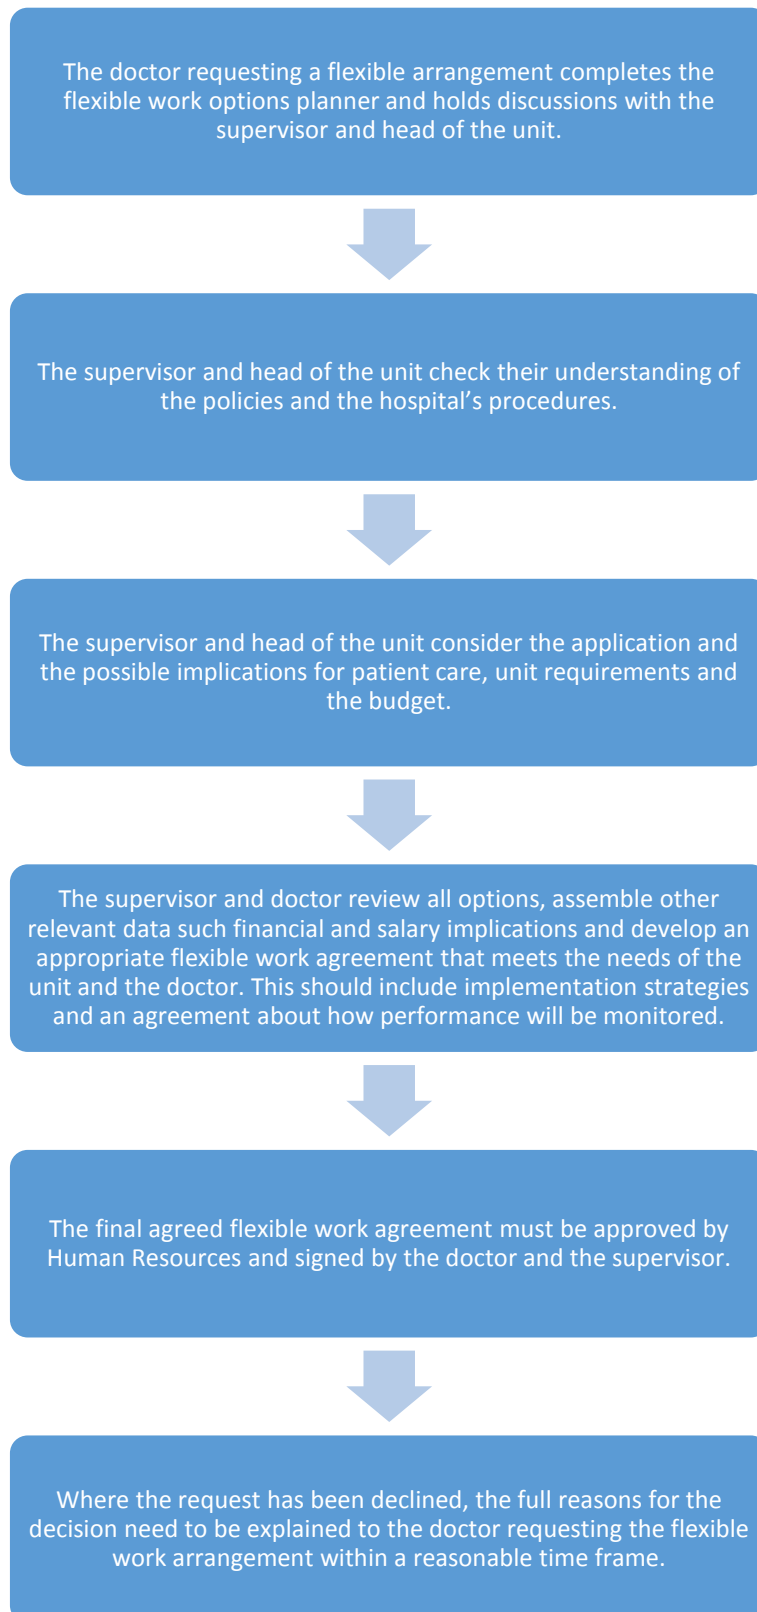 The doctor requesting a flexible arrangement completes the
flexible work options planner and holds discussions with the
supervisor and head of the unit.
The supervisor and head of the unit check their understanding of
the policies and the hospital’s procedures.
The supervisor and head of the unit consider the application and
the possible implications for patient care, unit requirements and
the budget.
The supervisor and doctor review all options, assemble other
relevant data such financial and salary implications and develop an
appropriate flexible work agreement that meets the needs of the
unit and the doctor. This should include implementation strategies
and an agreement about how performance will be monitored.
The final agreed flexible work agreement must be approved by
Human Resources and signed by the doctor and the supervisor.
Where the request has been declined, the full reasons for the
decision need to be explained to the doctor requesting the flexible
work arrangement within a reasonable time frame.